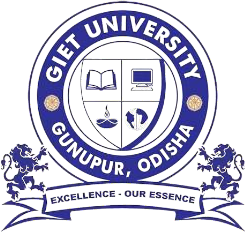 GIET UNIVERSITY
GUNUPUR, ODISHA
EXCELLENCE - OUR ESSENCE